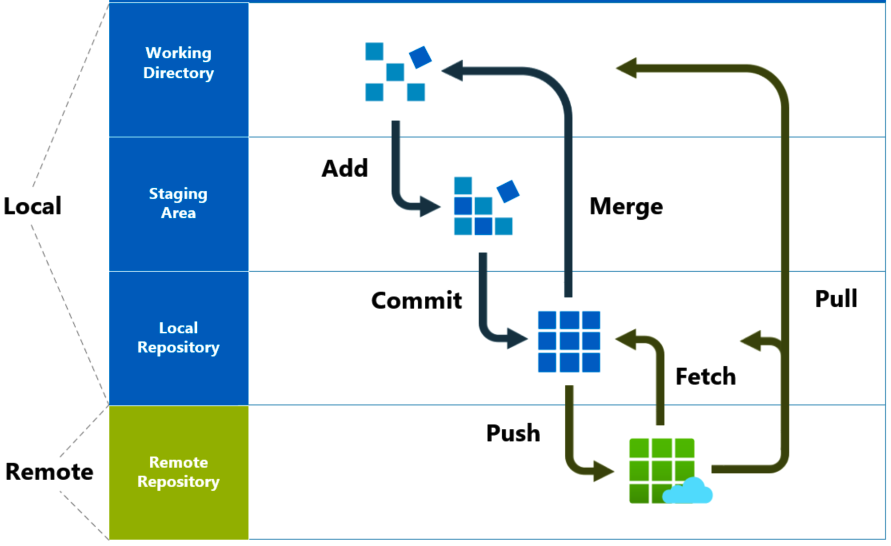 Working
Directory
Add
Staging
Area
Local
Merge
Commit
Pull
Local
Repository
Fetch
Push
Remote
Remote
Repository